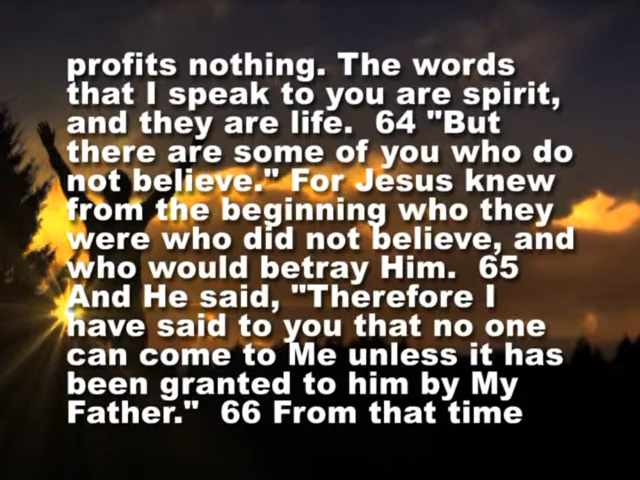 profits nothing. The words
that I speak to you are spirit,
and they are life.  64 "But
there are some of you who do
not believe." For Jesus knew
from the beginning who they
were who did not believe, and
who would betray Him.  65
And He said, "Therefore I
have said to you that no one
can come to Me unless it has
been granted to him by My
Father."  66 From that time